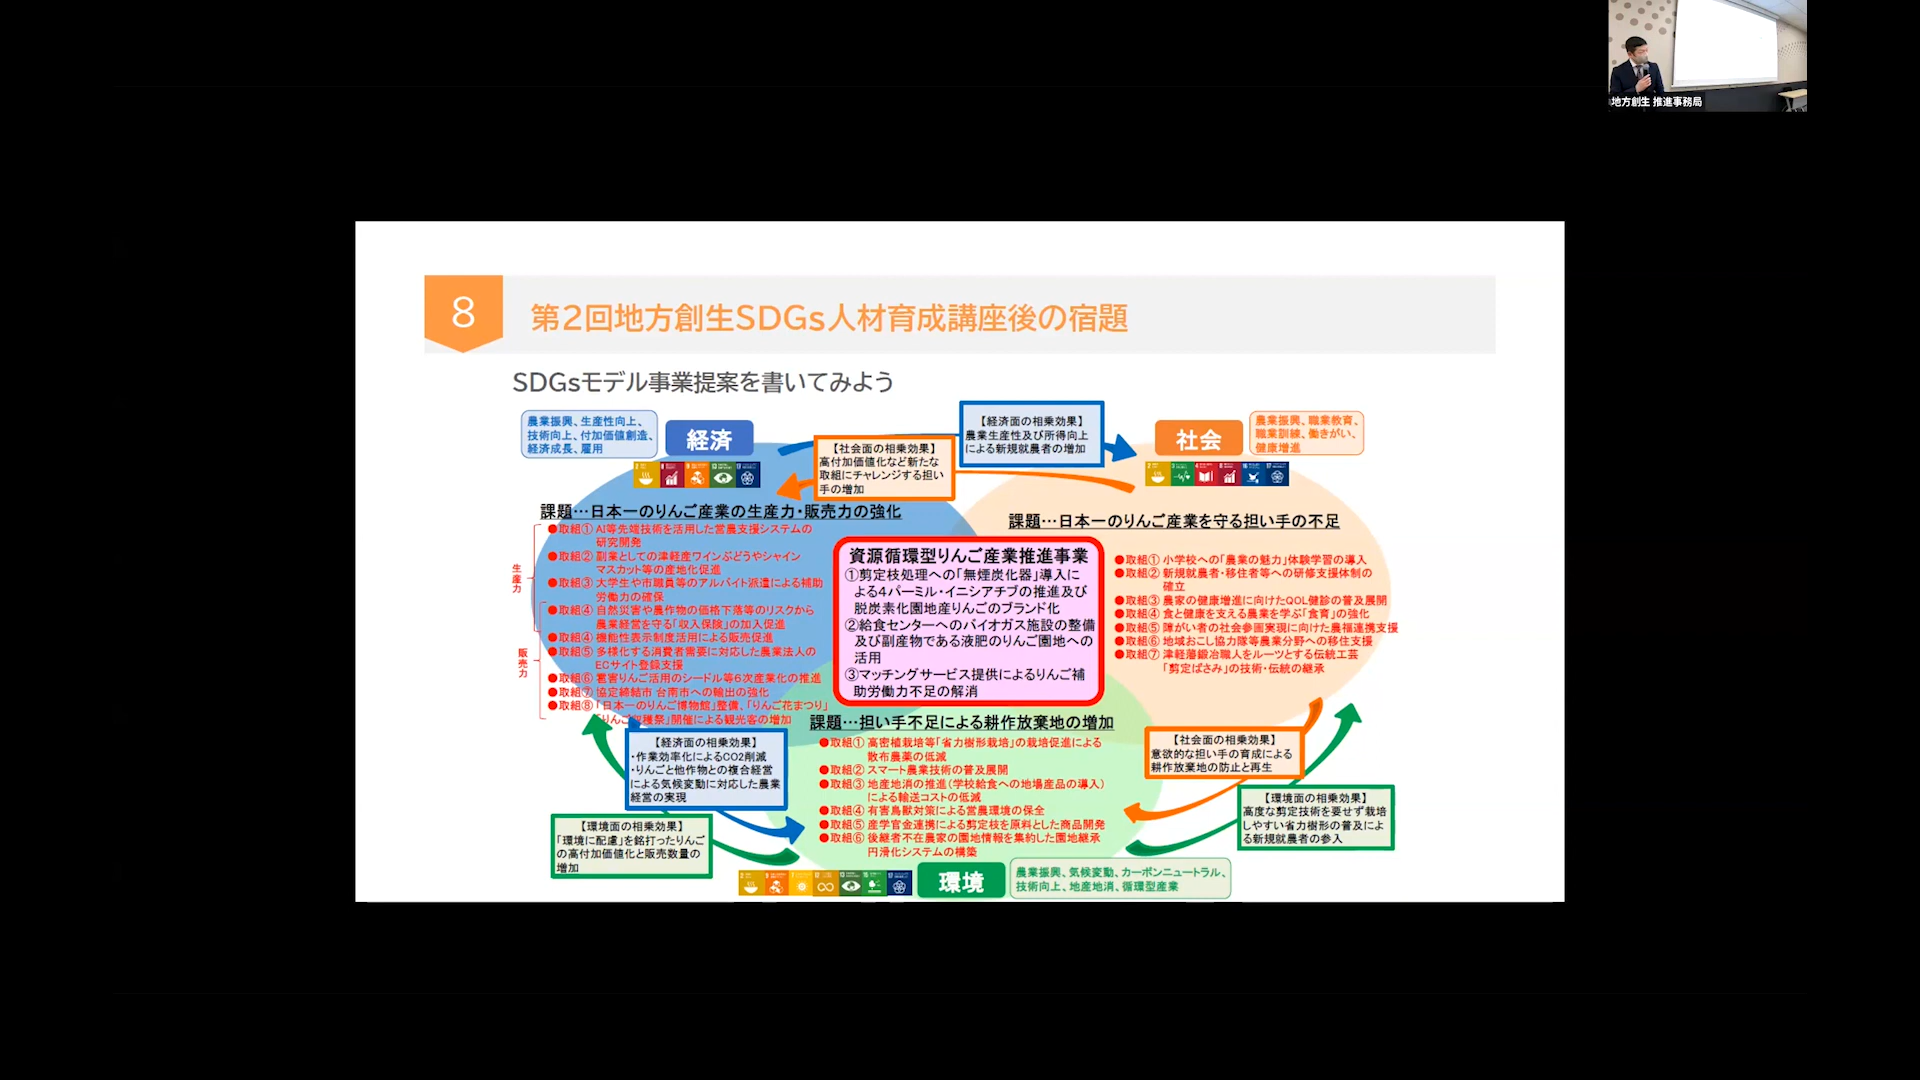 地方創生 推進事務局
8
第2回地方創生SDGs人材育成講座後の宿題
SDGsモデル事業提案を書いてみよう
農業振興、生産性向上、
技術向上、付加価値創造、
経済成長、雇用
経済
【社会面の相乗効果】
高付加価値化など新たな
取組にチャレンジする担い
手の増加
【経済面の相乗効果】
農業生産性及び所得向上
による新規就農者の増加
社会
農業振興、職業教育、
職業訓練、働きがい、
健康増進
課題…日本一のりんご産業の生産力・販売力の強化
生産力
●取組① AI等先端技術を活用した営農支援システムの
研究開発
●取組② 副業としての津軽産ワインぶどうやシャイン
マスカット等の産地化促進
●取組③ 大学生や市職員等のアルバイト派遣による補助
労働力の確保
●取組④ 自然災害や農作物の価格下落等のリスクから
農業経営を守る「収入保険」の加入促進
販売力
●取組④ 機能性表示制度活用による販売促進
●取組⑤ 多様化する消費者需要に対応した農業法人の
ECサイト登録支援
●取組⑥ 雹害りんご活用のシードル等6次産業化の推進
●取組⑦ 協定締結市 台南市への輸出の強化
●取組⑧ 「日本一のりんご博物館」整備、「りんご花まつり」
「りんご収穫祭」開催による観光客の増加
資源循環型りんご産業推進事業
①剪定枝処理への「無煙炭化器」導入に
よる4パーミル・イニシアチブの推進及び
脱炭素化園地産りんごのブランド化
②給食センターへのバイオガス施設の整備
及び副産物である液肥のりんご園地への
活用
③マッチングサービス提供によるりんご補
助労働力不足の解消
課題…日本一のりんご産業を守る担い手の不足
●取組① 小学校への「農業の魅力」体験学習の導入
●取組② 新規就農者・移住者等への研修支援体制の
確立
●取組③ 農家の健康増進に向けたQOL健診の普及展開
●取組④ 食と健康を支える農業を学ぶ「食育」の強化
●取組⑤ 障がい者の社会参画実現に向けた農福連携支援
●取組⑥ 地域おこし協力隊等農業分野への移住支援
●取組⑦ 津軽藩鍛冶職人をルーツとする伝統工芸
「剪定ばさみ」の技術・伝統の継承
課題…担い手不足による耕作放棄地の増加
●取組① 高密植栽培等「省力樹形栽培」の栽培促進による
散布農薬の低減
●取組② スマート農業技術の普及展開
●取組③ 地産地消の推進（学校給食への地場産品の導入）
による輸送コストの低減
●取組④ 有害鳥獣対策による営農環境の保全
●取組⑤ 産学官金連携による剪定枝を原料とした商品開発
●取組⑥ 後継者不在農家の園地情報を集約した園地継承
円滑化システムの構築
【経済面の相乗効果】
・作業効率化によるCO2削減
・りんごと他作物との複合経営
による気候変動に対応した農業
経営の実現
【環境面の相乗効果】
「環境に配慮」を銘打ったりんご
の高付加価値化と販売数量の
増加
【社会面の相乗効果】
意欲的な担い手の育成による
耕作放棄地の防止と再生
【環境面の相乗効果】
高度な剪定技術を要せず栽培
しやすい省力樹形の普及によ
る新規就農者の参入
環境
農業振興、気候変動、カーボンニュートラル、
技術向上、地産地消、循環型産業